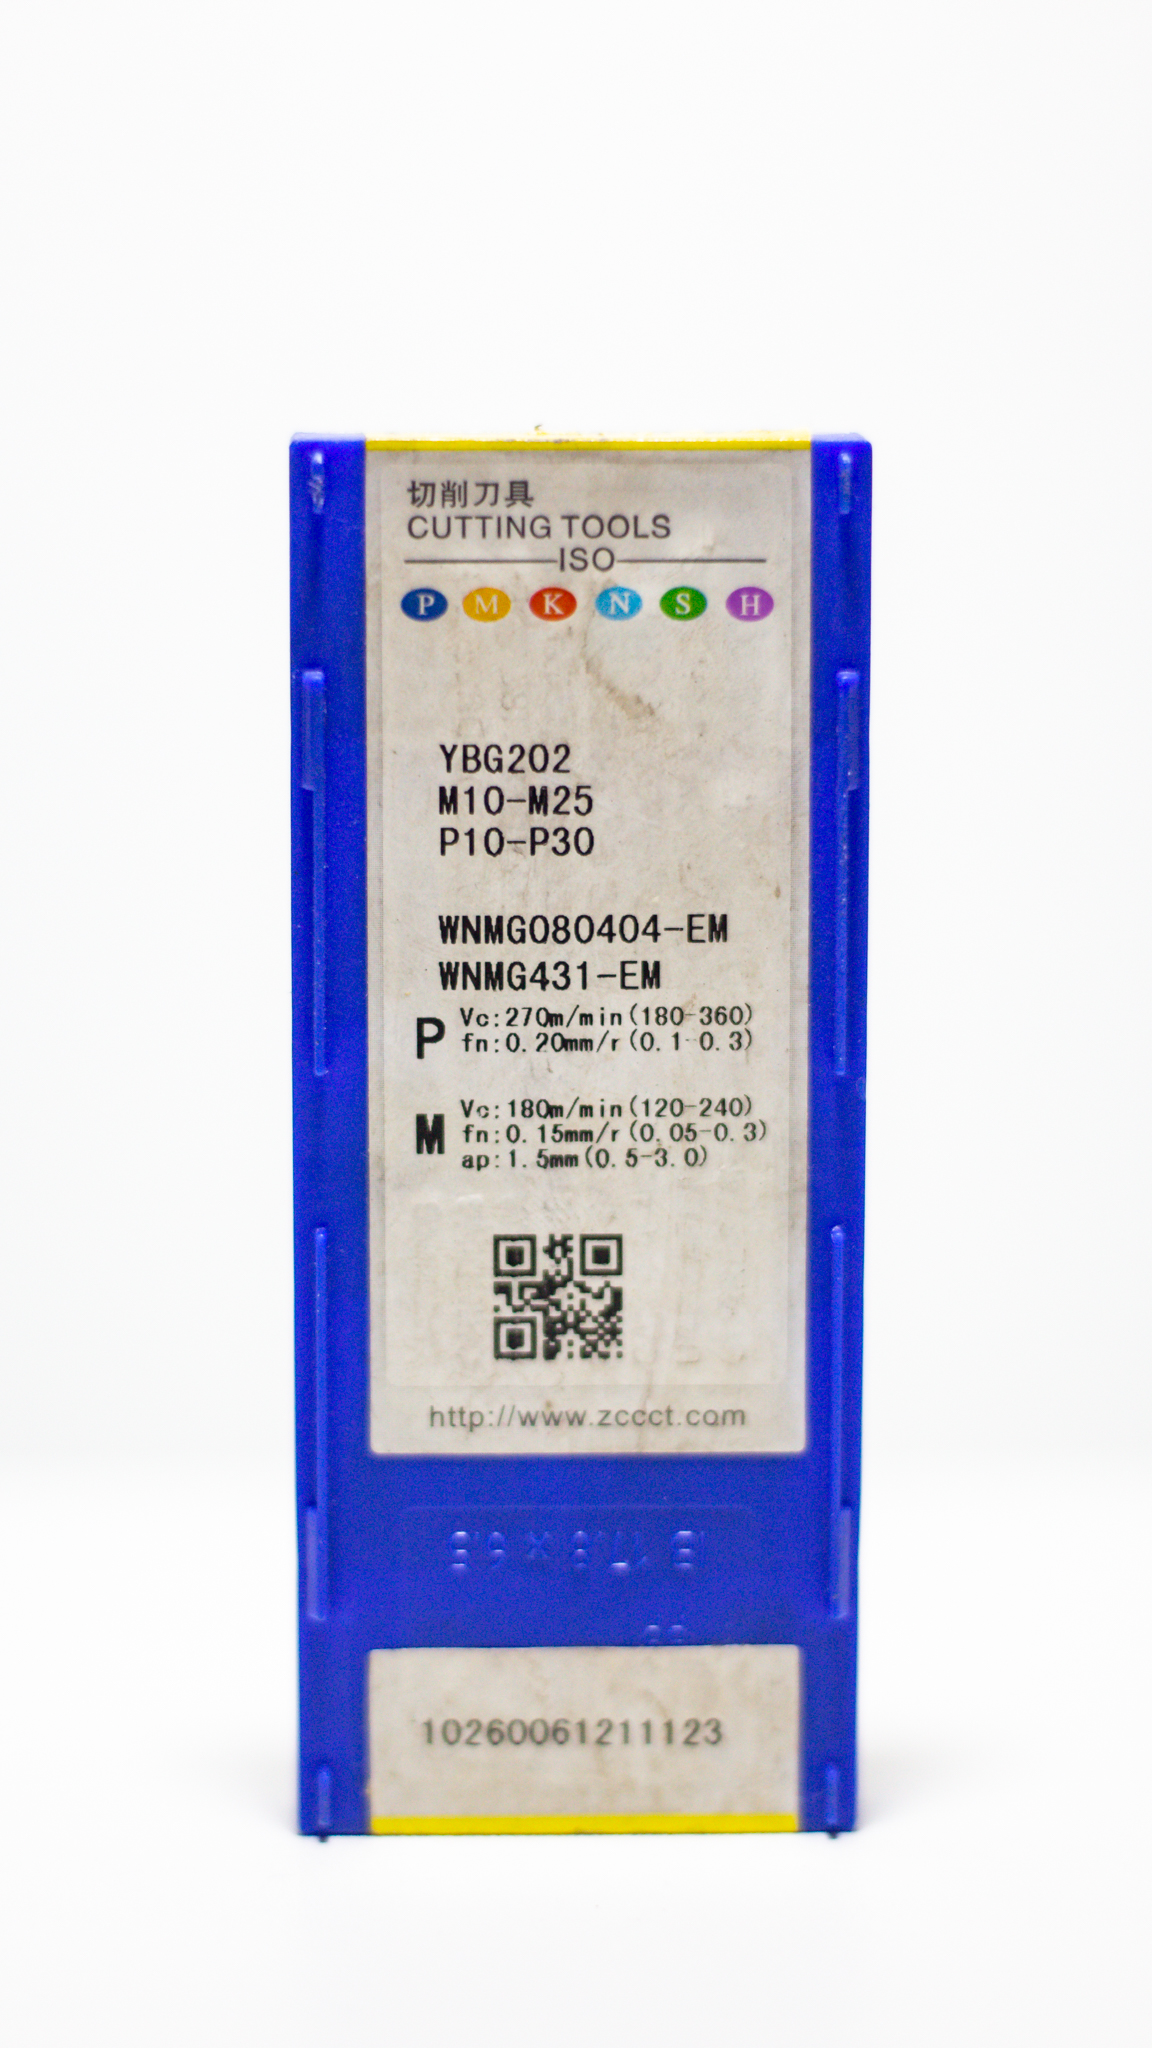 切削刀具
CUTTING TOOLS
ISO
P M K N S H
YBG202
M10-M25
P10-P30
WNMG080404-EM
WNMG431-EM
P
Vc:270m/min(180-360)
fn:0.20mm/r(0.1-0.3)
M
Vc:180m/min(120-240)
fn:0.15mm/r(0.05-0.3)
ap:1.5mm(0.5-3.0)
http://www.zccct.com
10260061211123